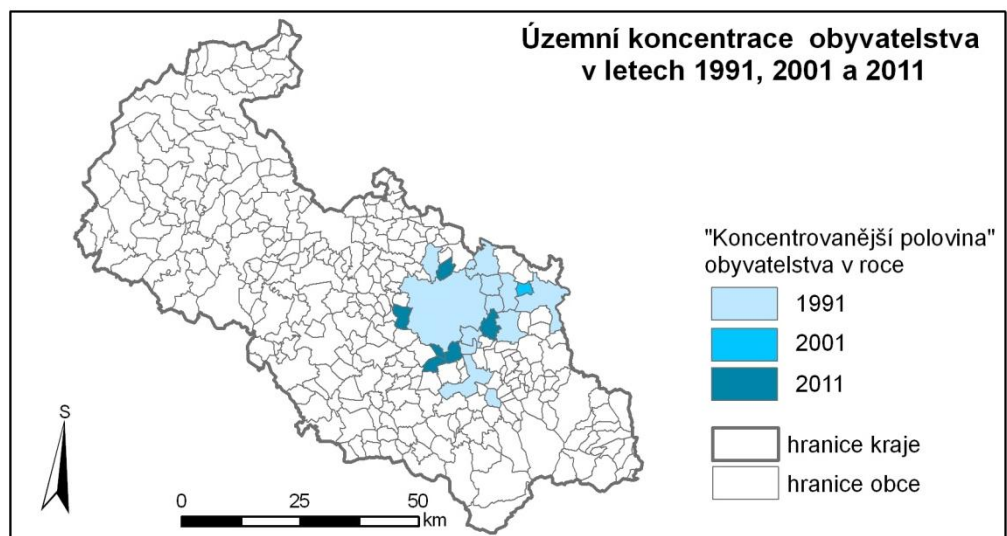 Územní koncentrace obyvatelstva
v letech 1991, 2001 a 2011
"Koncentrovanější polovina"
obyvatelstva v roce
1991
2001
2011
hranice kraje
hranice obce
S
0 25 50
km